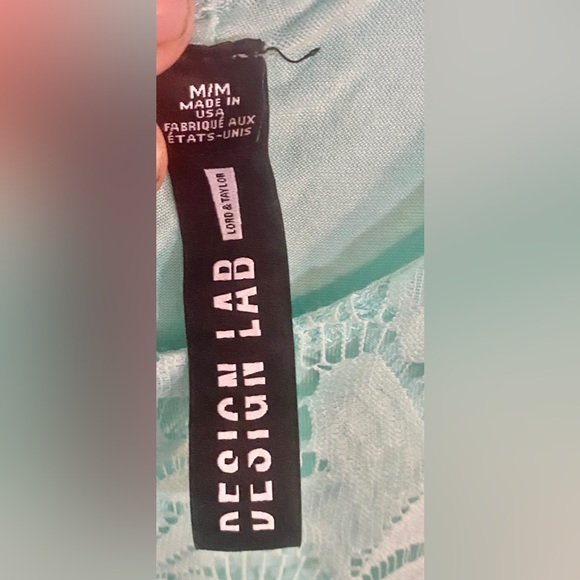 M/M
MADE IN
USA
FABRIQUÉ AUX
ÉTATS-UNIS
LORD & TAYLOR
DESIGN LAB